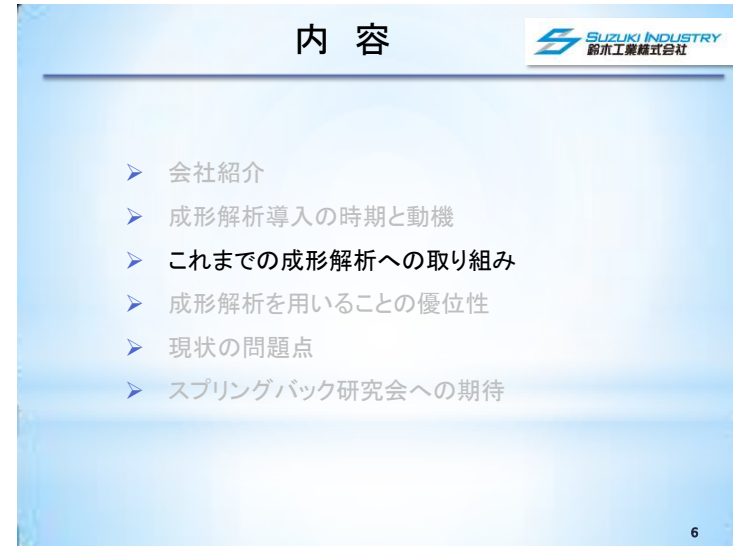 内 容
SUZUKI INDUSTRY
鈴木工業株式会社
➢ 会社紹介
➢ 成形解析導入の時期と動機
➢ これまでの成形解析への取り組み
➢ 成形解析を用いることの優位性
➢ 現状の問題点
➢ スプリングバック研究会への期待
6